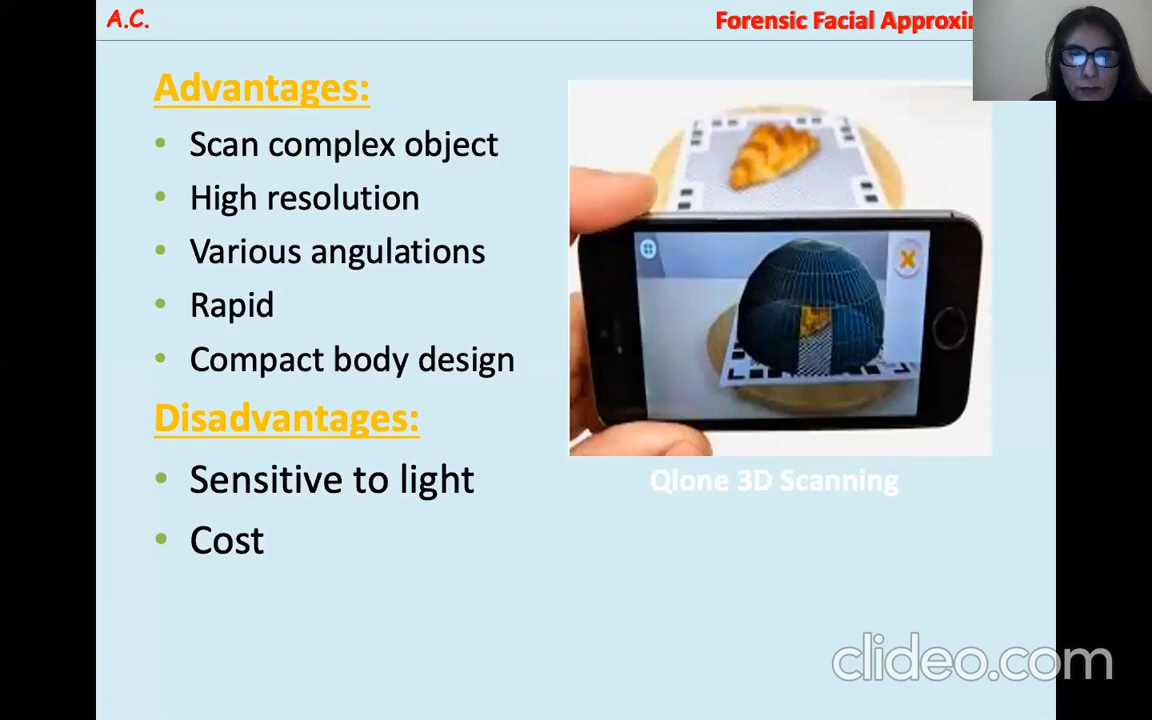 A.C.
Forensic Facial
Advantages:
• Scan complex object
• High resolution
• Various angulations
• Rapid
• Compact body design
Disadvantages:
• Sensitive to light
• Cost
Qlone 3D Scanning
clideo.com